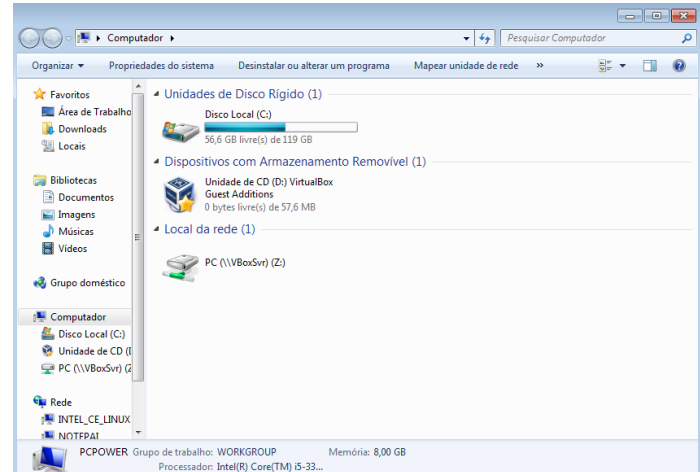 Computador
Pesquisar Computador
Organizar
Propriedades do sistema
Desinstalar ou alterar um programa
Mapear unidade de rede
»
Favoritos
Área de Trabalho
Downloads
Locais
Bibliotecas
Documentos
Imagens
Músicas
Vídeos
Grupo doméstico
Computador
Disco Local (C:)
Unidade de CD (
PC (\\VBoxSvr) (
Rede
INTEL_CE_LINUX
NOTEPAI
Unidades de Disco Rígido (1)
Disco Local (C:)
56,6 GB livre(s) de 119 GB
Dispositivos com Armazenamento Removível (1)
Unidade de CD (D:) VirtualBox
Guest Additions
0 bytes livre(s) de 57,6 MB
Local da rede (1)
PC (\\VBoxSvr) (Z:)
PCPOWER Grupo de trabalho: WORKGROUP Memória: 8,00 GB
Processador: Intel(R) Core(TM) i5-33...